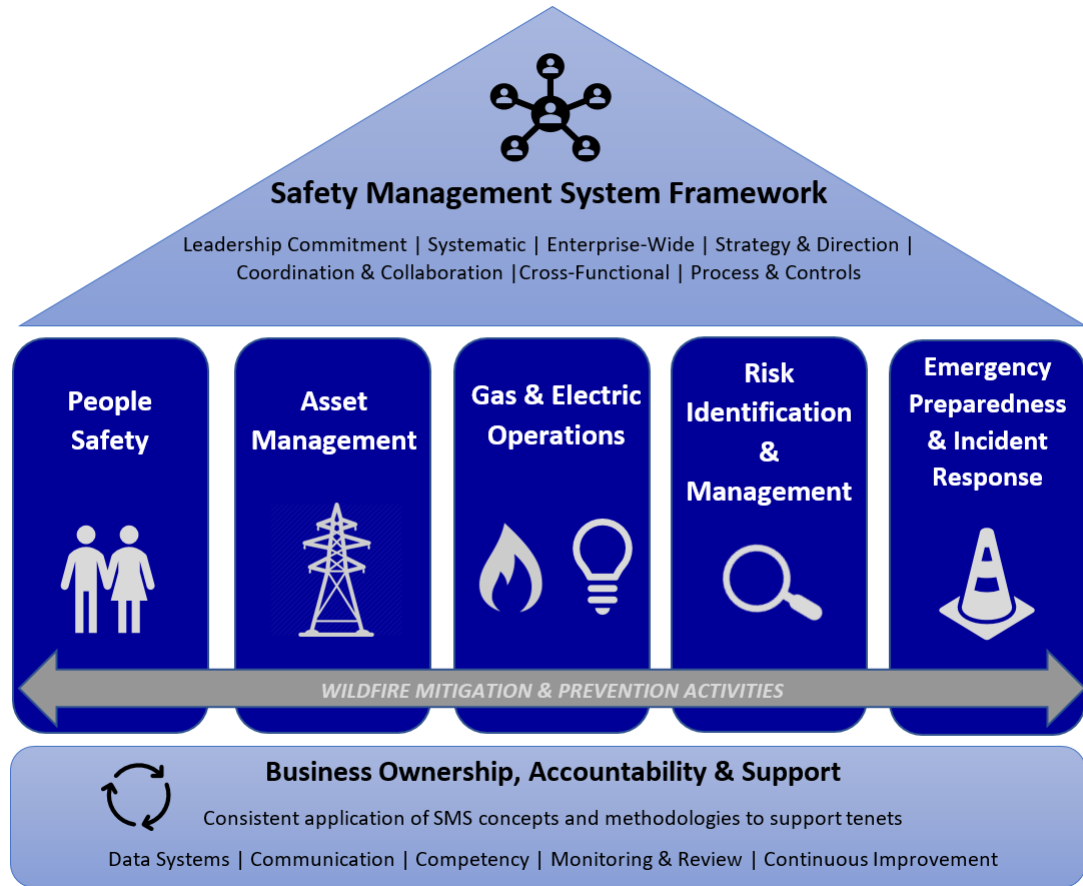 Safety Management System Framework
Leadership Commitment | Systematic | Enterprise-Wide | Strategy & Direction |
Coordination & Collaboration |Cross-Functional | Process & Controls
People
Safety
Asset
Management
Gas & Electric
Operations
Risk
Identification
&
Management
Emergency
Preparedness
& Incident
Response
WILDFIRE MITIGATION & PREVENTION ACTIVITIES
Business Ownership, Accountability & Support
Consistent application of SMS concepts and methodologies to support tenets
Data Systems | Communication | Competency | Monitoring & Review | Continuous Improvement